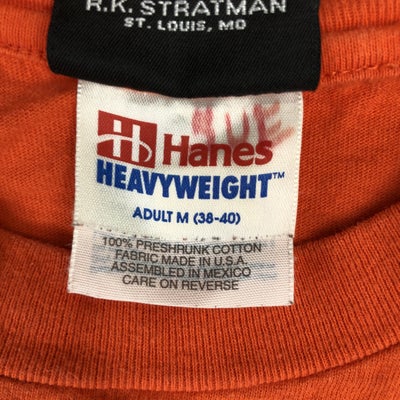 R.K. STRATMAN
ST. LOUIS, MO
UE
Hanes
HEAVYWEIGHT™
ADULT M (38-40)
100% PRESHRUNK COTTON
FABRIC MADE IN U.S.A.
ASSEMBLED IN MEXICO
CARE ON REVERSE